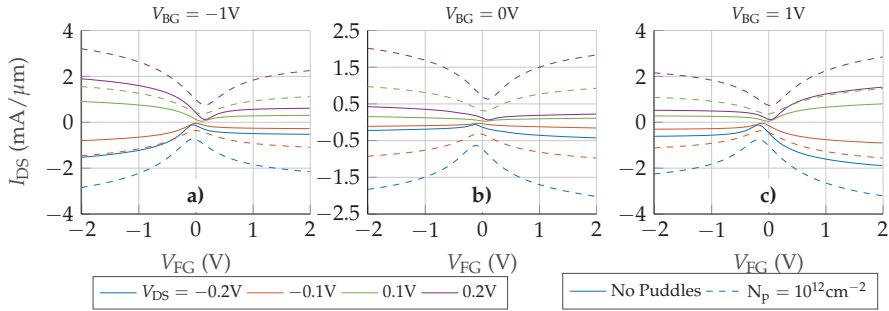 V_BG = −1V
V_BG = 0V
V_BG = 1V
I_DS (mA/μm)
4
2
0
−2
−4
a)
−2 −1 0 1 2
V_FG (V)
2.5
1.5
0.5
−0.5
−1.5
2.5
b)
−2 −1 0 1 2
V_FG (V)
4
2
0
−2
−4
c)
−2 −1 0 1 2
V_FG (V)
V_DS = −0.2V −0.1V 0.1V 0.2V
No Puddles N_p = 10¹²cm⁻²